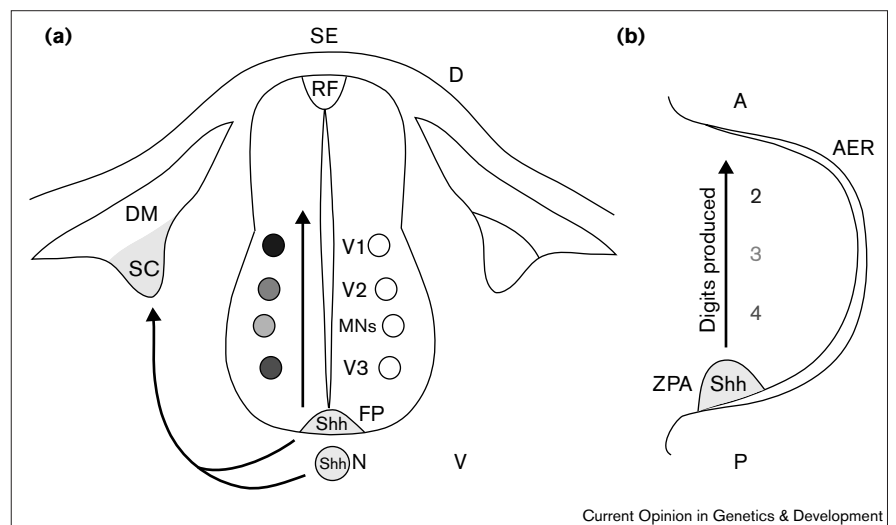 (a)
SE
D
RF
DM
SC
V1
V2
MNs
V3
FP
Shh
Shh N
V
(b)
A
AER
Digits produced
2
3
4
ZPA Shh
P
Current Opinion in Genetics & Development